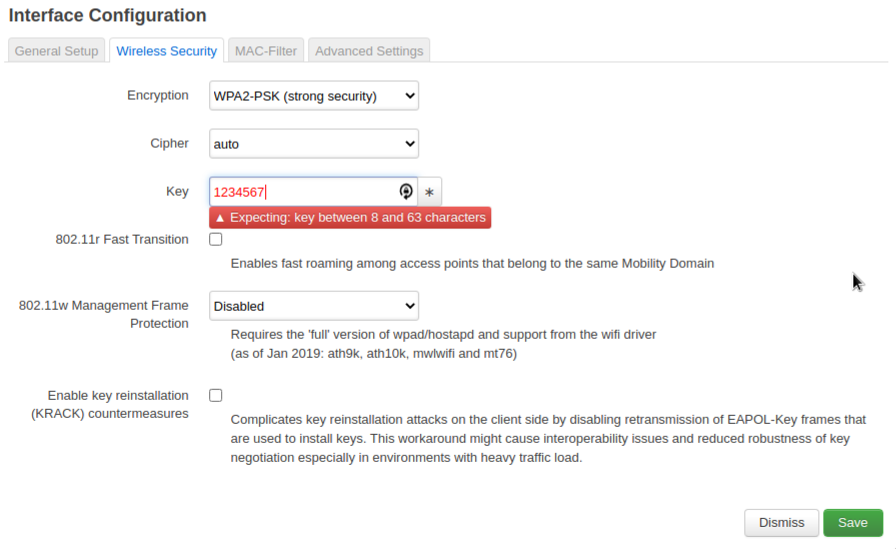 Interface Configuration
General Setup
Wireless Security
MAC-Filter
Advanced Settings
Encryption
WPA2-PSK (strong security)
Cipher
auto
Key
1234567
*
▲ Expecting: key between 8 and 63 characters
802.11r Fast Transition
Enables fast roaming among access points that belong to the same Mobility Domain
802.11w Management Frame
Protection
Disabled
Requires the 'full' version of wpad/hostapd and support from the wifi driver
(as of Jan 2019: ath9k, ath10k, mwlwifi and mt76)
Enable key reinstallation
(KRACK) countermeasures
Complicates key reinstallation attacks on the client side by disabling retransmission of EAPOL-Key frames that
are used to install keys. This workaround might cause interoperability issues and reduced robustness of key
negotiation especially in environments with heavy traffic load.
Dismiss
Save